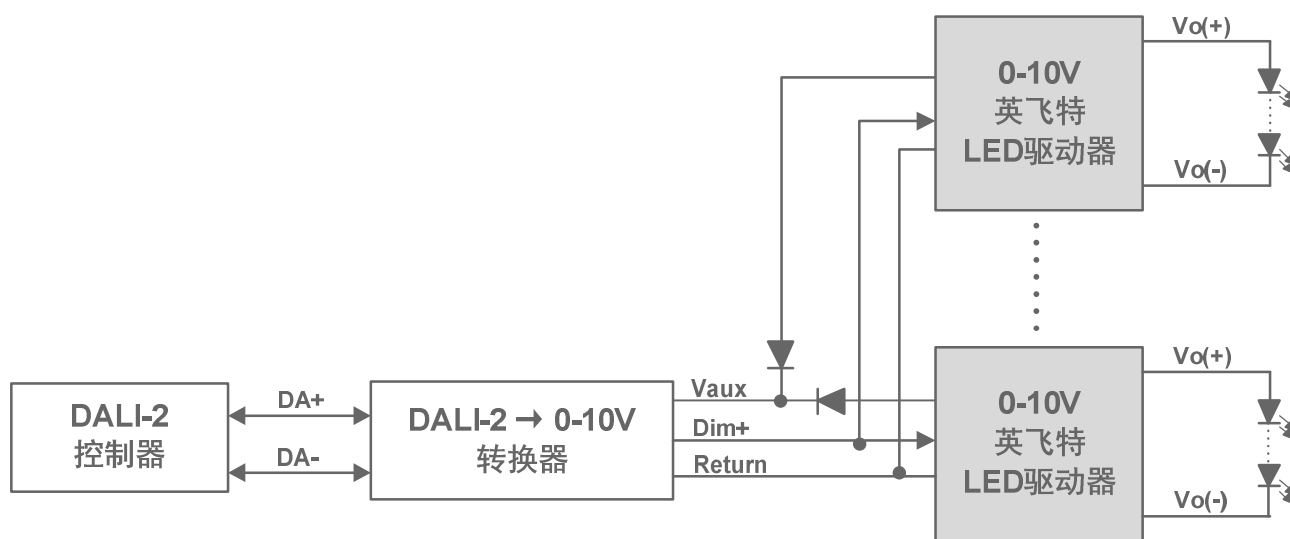 Vo(+)
0-10V
英飞特
LED驱动器
Vo(-)
Vo(+)
Vaux
0-10V
DA+
DALI-2
控制器
DALI-2 → 0-10V
转换器
Dim+
英飞特
DA-
Return
LED驱动器
Vo(-)